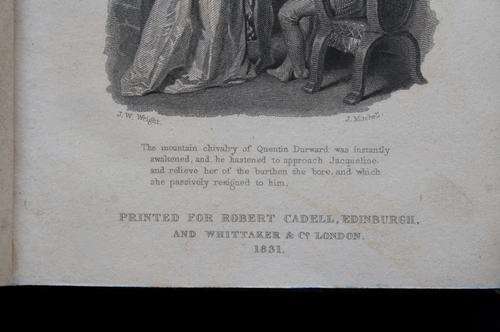 J. W. Wright.
J. Mitchell
The mountain chivalry of Quentin Durward was instantly
awakened, and he hastened to approach Jacqueline
and relieve her of the burthen she bore, and which
she passively resigned to him.
PRINTED FOR ROBERT CADELL, EDINBURGH,
AND WHITTAKER & Co. LONDON.
1831.